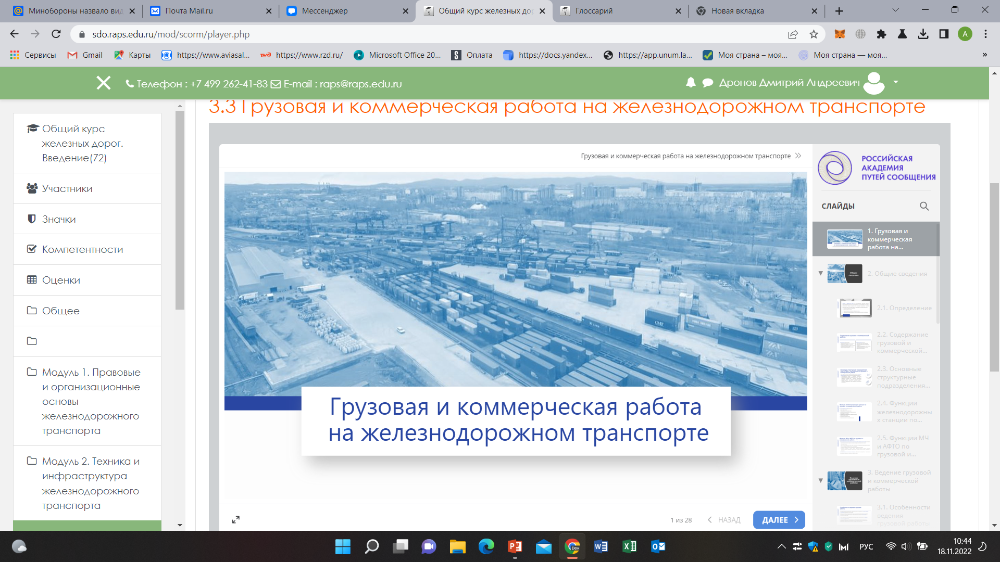 Минобороны назвало вид
Почта Mail.ru
Мессенджер
Общий курс железных дор
Глоссарий
Новая вкладка
sdo.raps.edu.ru/mod/scorm/player.php
A
Сервисы
Gmail
Карты
https://www.aviasal...
https://www.rzd.ru/
Microsoft Office 20...
Оплата
https://docs.yandex...
https://app.unum.la...
Моя страна – моя...
Моя страна — моя...
»
Телефон : +7 499 262-41-83 E-mail : raps@raps.edu.ru
Дронов Дмитрий Андреевич
3.3 Грузовая и коммерческая работа на железнодорожном транспорте
Общий курс
железных дорог.
Введение(72)
Участники
Значки
Компетентности
Оценки
Общее
Модуль 1. Правовые
и организационные
основы
железнодорожного
транспорта
Модуль 2. Техника и
инфраструктура
железнодорожного
транспорта
Грузовая и коммерческая работа на железнодорожном транспорте
Грузовая и коммерческая работа
на железнодорожном транспорте
1 из 28
НАЗАД
ДАЛЕЕ
РОССИЙСКАЯ
АКАДЕМИЯ
ПУТЕЙ СООБЩЕНИЯ
СЛАЙДЫ
1. Грузовая и
коммерческая
работа на...
2. Общие сведения
2.1. Определение
2.2. Содержание
грузовой и
коммерческой...
2.3. Основные
структурные
подразделения...
2.4. Функции
железнодорожны
х станции по...
2.5. Функции МЧ
и АФТО по
грузовой и...
3. Ведение грузовой
и коммерческой
работы
3.1. Особенности
ведения
грузовой работы
РУС
10:44
18.11.2022